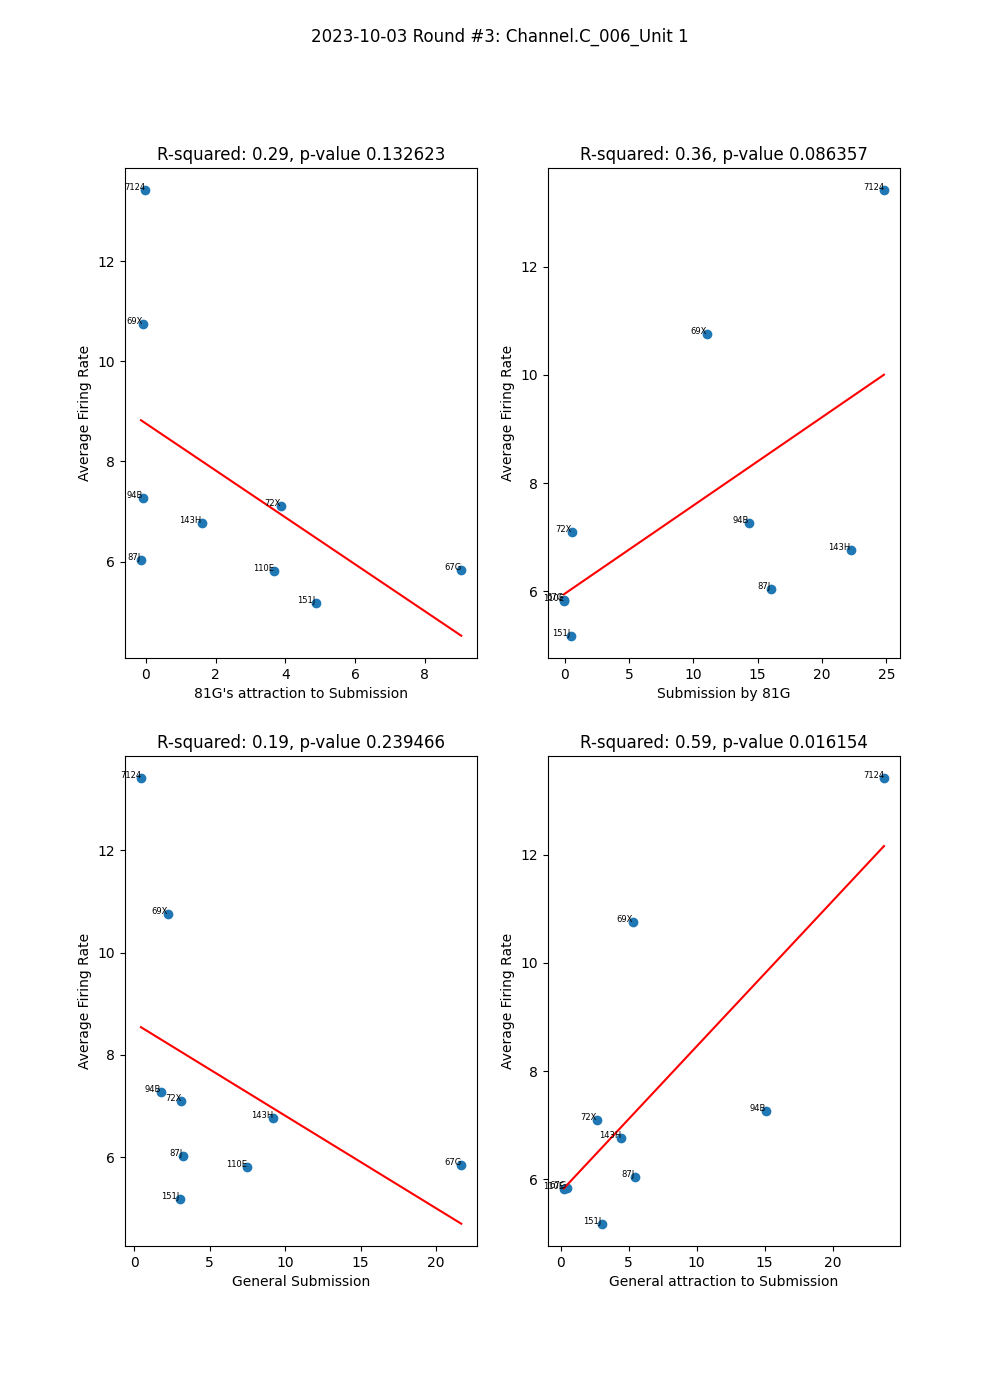 2023-10-03 Round #3: Channel.C_006_Unit 1
R-squared: 0.29, p-value 0.132623
7124
69X
94B
143H
87J
72X
110E
151J
67G
12
10
8
6
Average Firing Rate
0 2 4 6 8
81G's attraction to Submission
R-squared: 0.36, p-value 0.086357
7124
69X
94B
72X
143H
87J
151J
12
10
8
6
Average Firing Rate
0 5 10 15 20 25
Submission by 81G
R-squared: 0.19, p-value 0.239466
7124
69X
94B
72X
143H
87J
110E
67G
151J
12
10
8
6
Average Firing Rate
0 5 10 15 20
General Submission
R-squared: 0.59, p-value 0.016154
7124
69X
72X
94B
143H
87J
151J
12
10
8
6
Average Firing Rate
0 5 10 15 20
General attraction to Submission